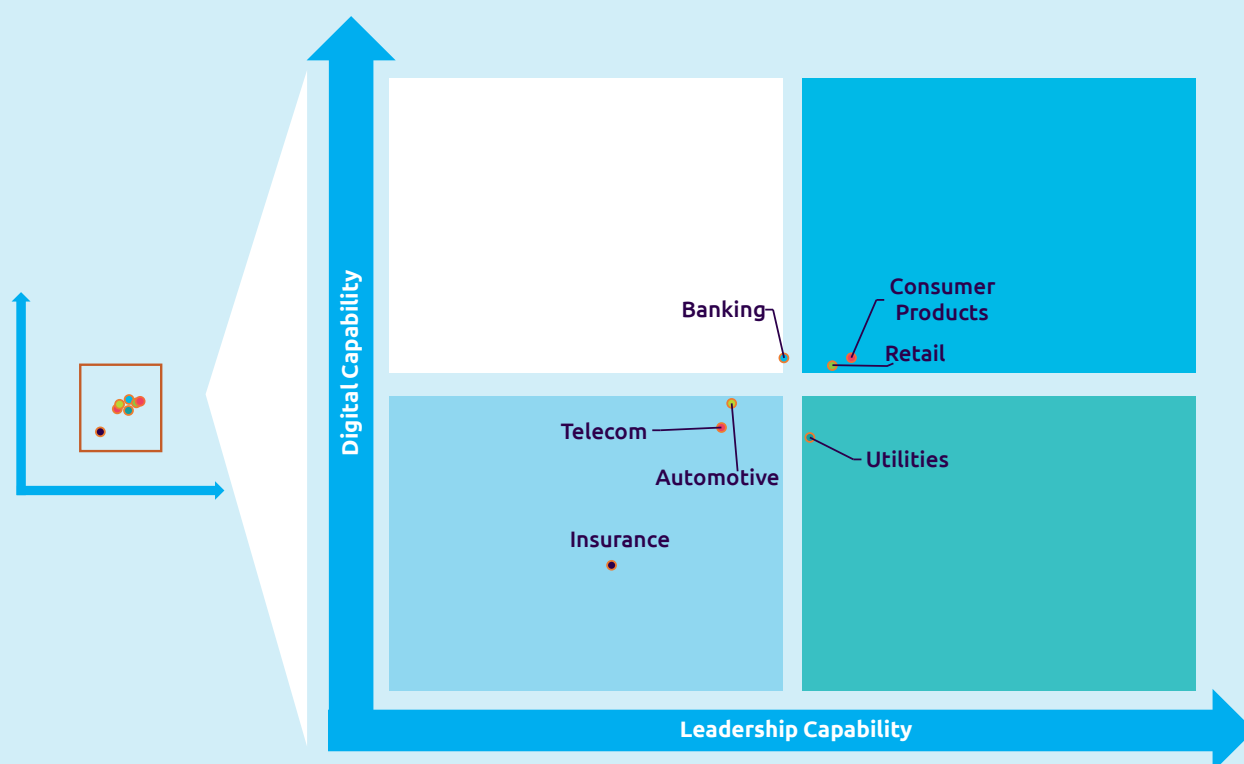 Digital Capability
Banking
Consumer
Products
Retail
Telecom
Automotive
Utilities
Insurance
Leadership Capability